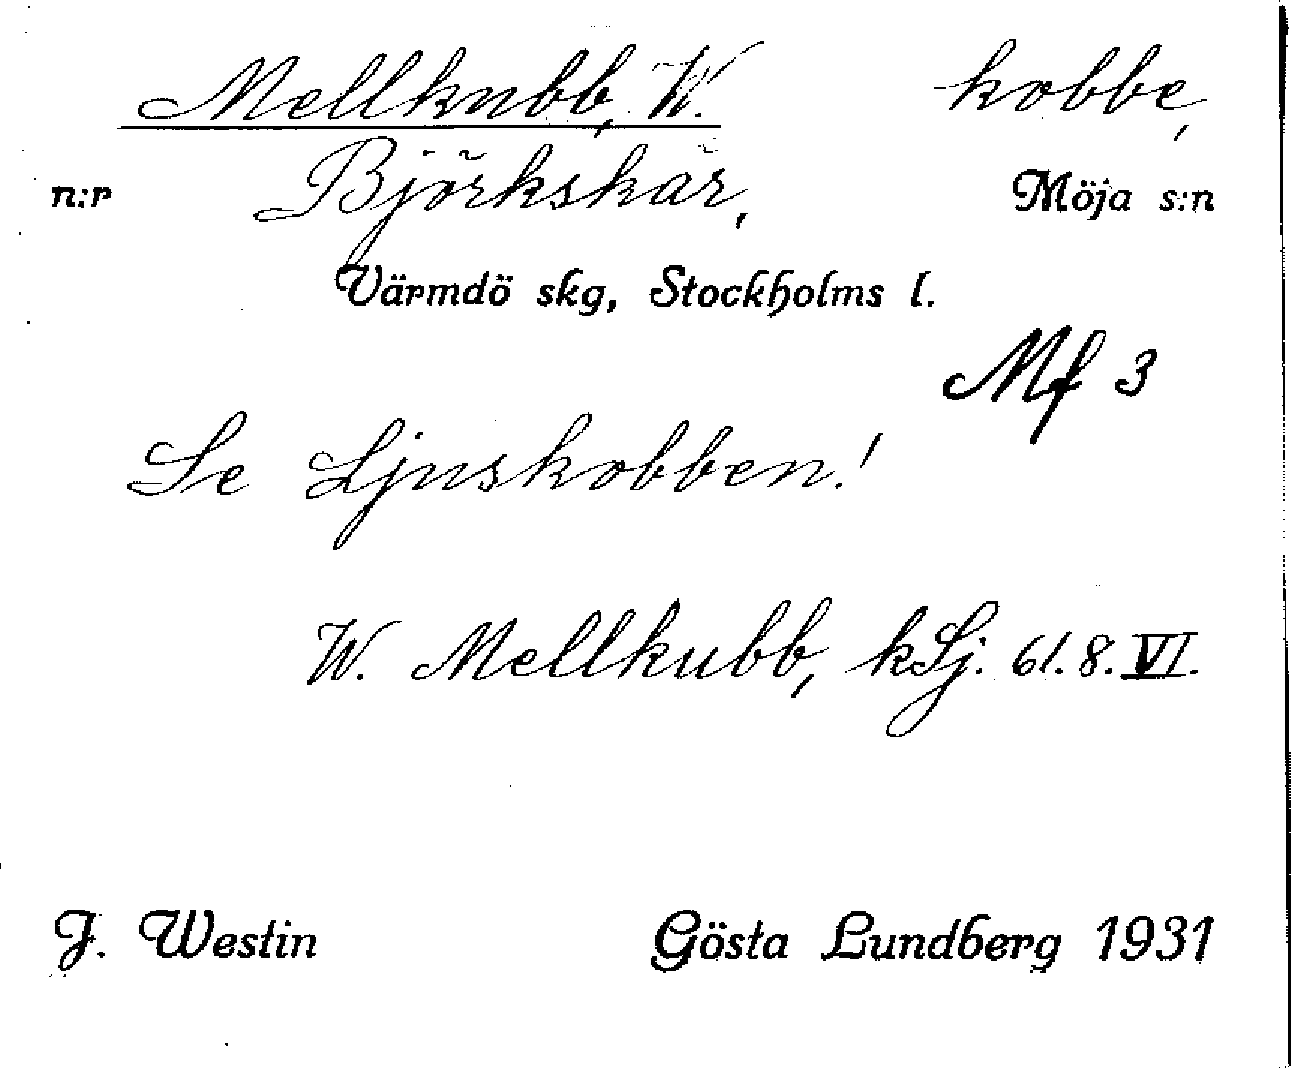 Mellkubb, W. kobbe,
n:r Björkskär, Möja s:n
Värmdö skg, Stockholms l.
Mf 3
Se Ljuskobben!
W. Mellkubb, kLj. 61. 8. VI.
J. Westin Gösta Lundberg 1931